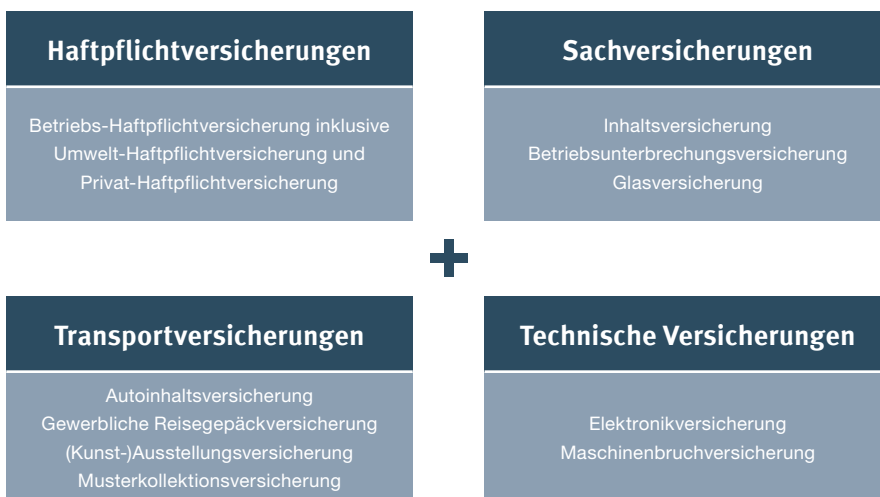 Haftpflichtversicherungen
Betriebs-Haftpflichtversicherung inklusive
Umwelt-Haftpflichtversicherung und
Privat-Haftpflichtversicherung
Sachversicherungen
Inhaltsversicherung
Betriebsunterbrechungsversicherung
Glasversicherung
+
Transportversicherungen
Autoinhaltsversicherung
Gewerbliche Reisegepäckversicherung
(Kunst-)Ausstellungsversicherung
Musterkollektionsversicherung
Technische Versicherungen
Elektronikversicherung
Maschinenbruchversicherung